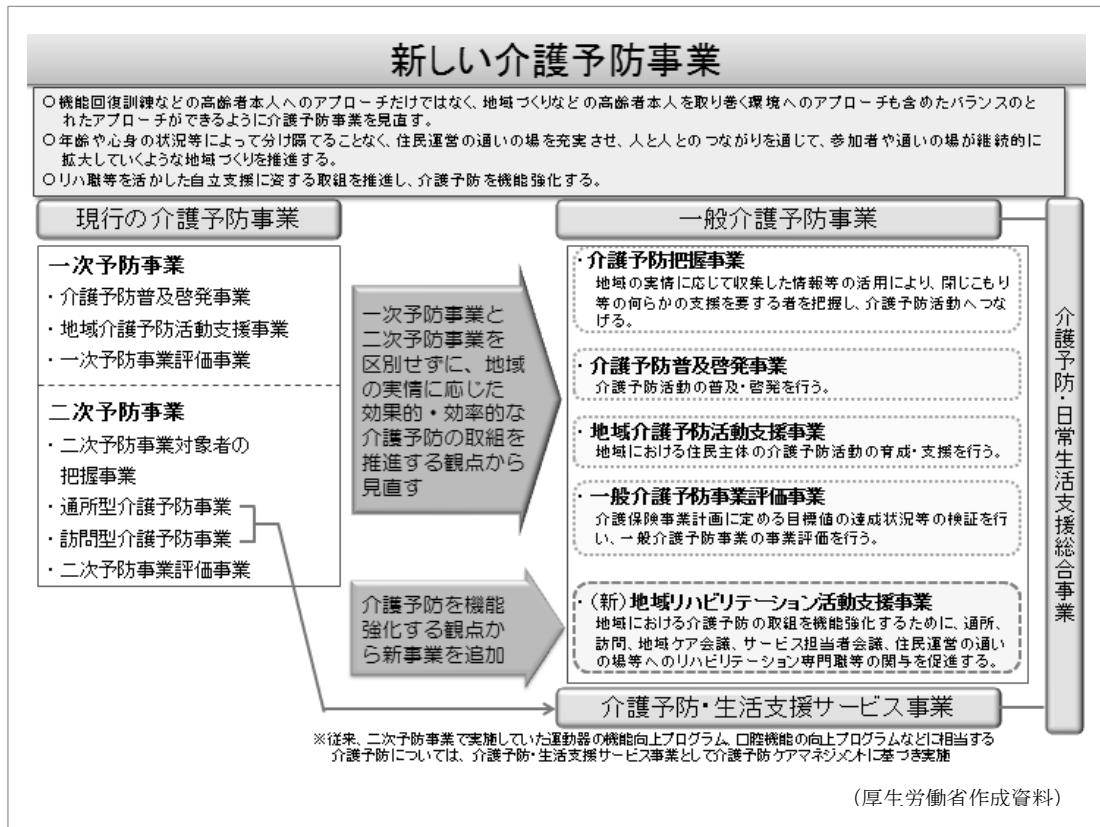 新しい介護予防事業
○機能回復訓練などの高齢者本人へのアプローチだけではなく、地域づくりなどの高齢者本人を取り巻く環境へのアプローチも含めたバランスのと
れたアプローチができるように介護予防事業を見直す。
○年齢や心身の状況等によって分け隔てることなく、住民運営の通いの場を充実させ、人と人とのつながりを通じて、参加者や通いの場が継続的に
拡大していくような地域づくりを推進する。
○リハ職等を活かした自立支援に資する取組を推進し、介護予防を機能強化する。
現行の介護予防事業
一次予防事業
・介護予防普及啓発事業
・地域介護予防活動支援事業
・一次予防事業評価事業
二次予防事業
・二次予防事業対象者の
把握事業
・通所型介護予防事業
・訪問型介護予防事業
・二次予防事業評価事業
一次予防事業と
二次予防事業を
区別せずに、地域
の実情に応じた
効果的・効率的な
介護予防の取組を
推進する観点から
見直す
介護予防を機能
強化する観点か
ら新事業を追加
一般介護予防事業
・介護予防把握事業
地域の実情に応じて収集した情報等の活用により、閉じこもり
等の何らかの支援を要する者を把握し、介護予防活動へつな
げる。
・介護予防普及啓発事業
介護予防活動の普及・啓発を行う。
・地域介護予防活動支援事業
地域における住民主体の介護予防活動の育成・支援を行う。
・一般介護予防事業評価事業
介護保険事業計画に定める目標値の達成状況等の検証を行
い、一般介護予防事業の事業評価を行う。
・(新)地域リハビリテーション活動支援事業
地域における介護予防の取組を機能強化するために、通所、
訪問、地域ケア会議、サービス担当者会議、住民運営の通い
の場等へのリハビリテーション専門職等の関与を促進する。
介護予防・生活支援サービス事業
介護予防・日常生活支援総合事業
※従来、二次予防事業で実施していた運動器の機能向上プログラム、口腔機能の向上プログラムなどに相当する
介護予防については、介護予防・生活支援サービス事業として介護予防ケアマネジメントに基づき実施
(厚生労働省作成資料)